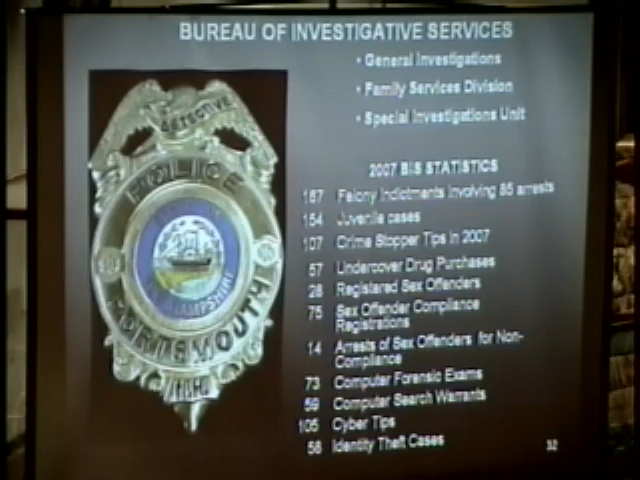 BUREAU OF INVESTIGATIVE SERVICES
• General Investigations
• Family Services Division
• Special Investigations Unit
DETECTIVE
POLICE
HAMPSHIRE
PORTSMOUTH
N.H.
2007 BIS STATISTICS
167 Felony Indictments involving 85 arrests
154 Juvenile cases
107 Crime Stopper Tips in 2007
57 Undercover Drug Purchases
28 Registered Sex Offenders
75 Sex Offender Compliance
Registrations
14 Arrests of Sex Offenders for Non-
Compliance
73 Computer Forensic Exams
59 Computer Search Warrants
105 Cyber Tips
58 Identity Theft Cases
32